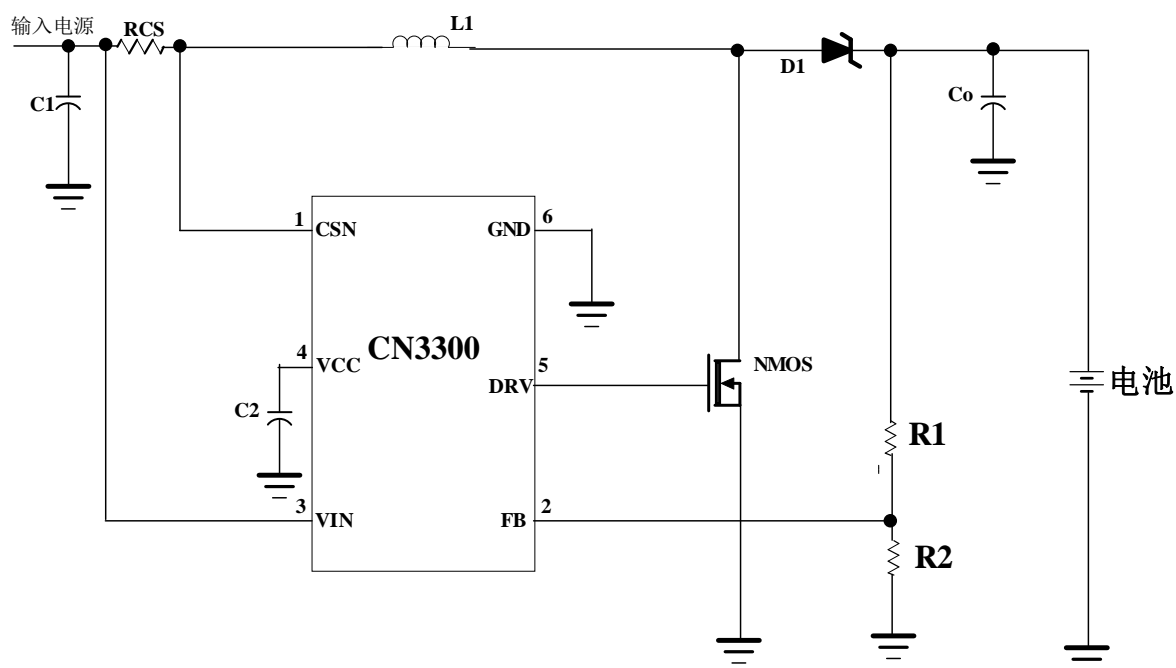 输入电源
RCS
L1
D1
C1
Co
1
CSN
GND
6
CN3300
4
VCC
5
DRV
NMOS
电池
C2
R1
3
VIN
FB
2
R2